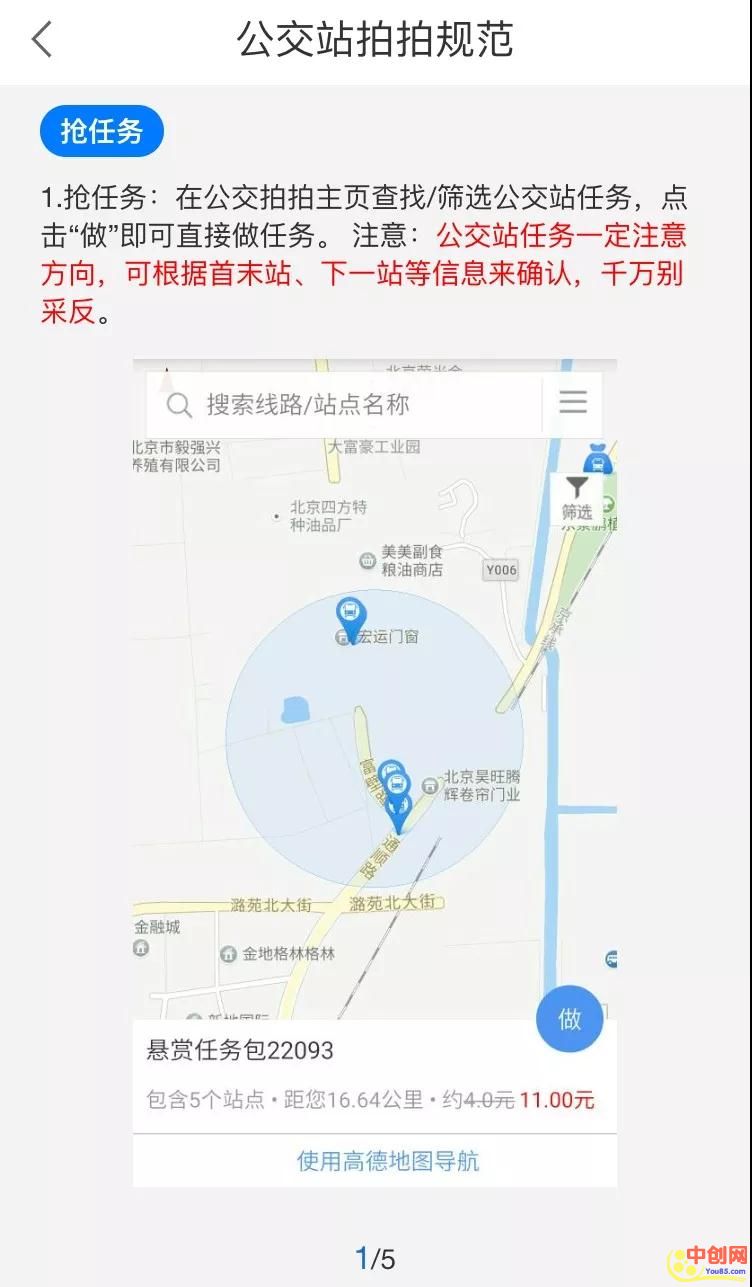 公交站拍拍规范
抢任务
1.抢任务：在公交拍拍主页查找/筛选公交站任务，点
击“做”即可直接做任务。 注意：公交站任务一定注意
方向，可根据首末站、下一站等信息来确认，千万别
采反。
搜索线路/站点名称
北京市毅强兴
养殖有限公司
大富豪工业园
筛选
北京四方特
种油品厂
美美副食
粮油商店
Y006
京承线
宏运门窗
北京昊旺腾
辉卷帘门业
通顺路
潞苑北大街
潞苑北大街
金融城
金地格林格林
做
悬赏任务包22093
包含5个站点 • 距您16.64公里 • 约4.0元 11.00元
使用高德地图导航
1/5
中创网
You85.com